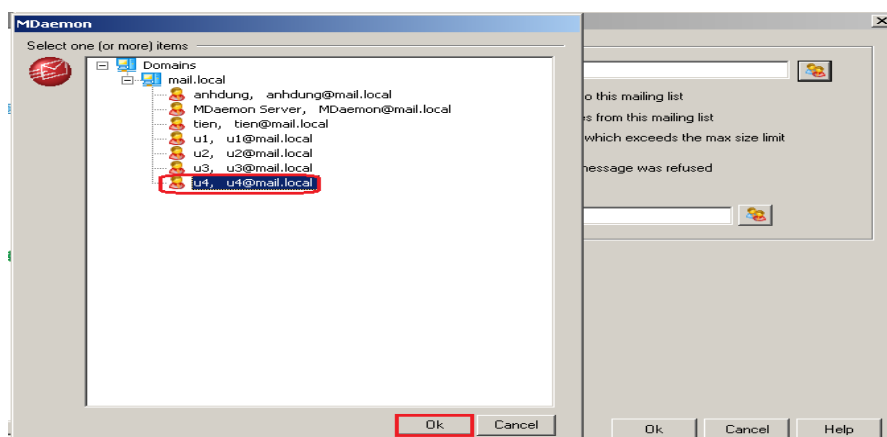 MDaemon
Select one (or more) items
Domains
mail.local
anhdung, anhdung@mail.local
MDaemon Server, MDaemon@mail.local
tien, tien@mail.local
u1, u1@mail.local
u2, u2@mail.local
u3, u3@mail.local
u4, u4@mail.local
Ok Cancel
o this mailing list
s from this mailing list
which exceeds the max size limit
message was refused
Ok Cancel Help